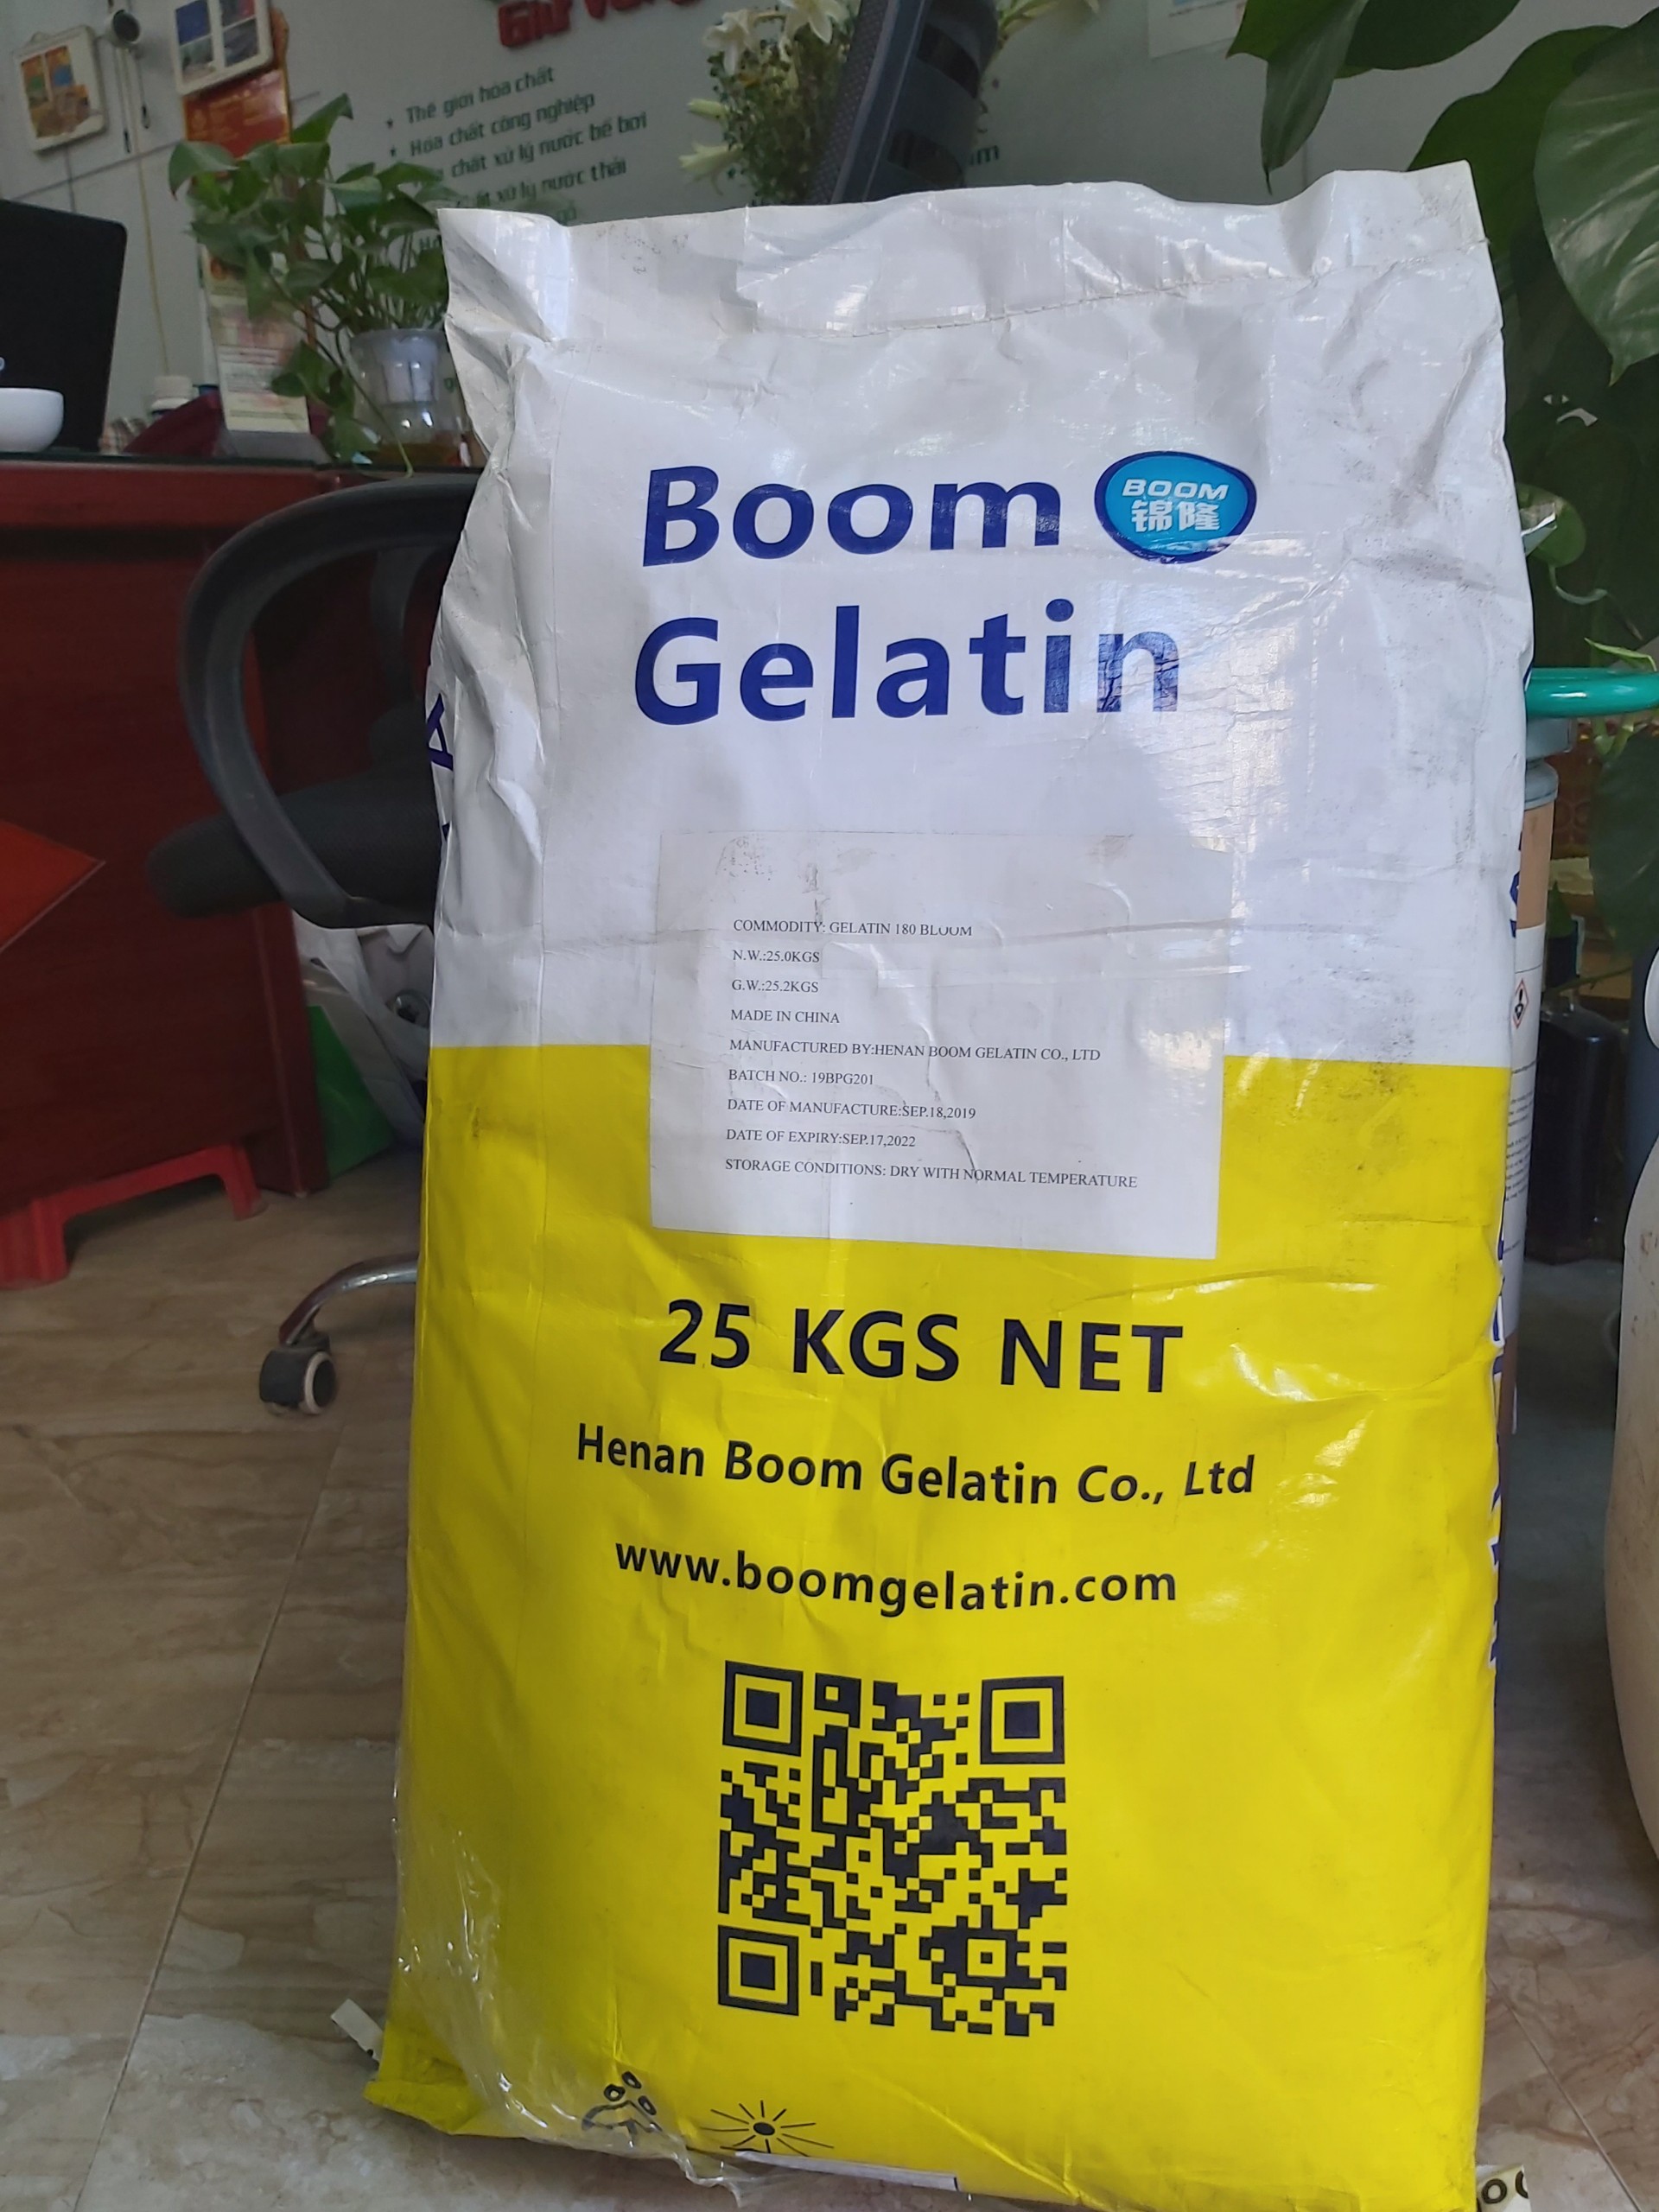 Thế giới hóa chất
Hóa chất công nghiệp
chất xử lý nước bể bơi
xử lý nước thải
Boom
BOOM
锦隆
Gelatin
COMMODITY: GELATIN 180 BLOOM
N.W.:25.0KGS
G.W.:25.2KGS
MADE IN CHINA
MANUFACTURED BY:HENAN BOOM GELATIN CO., LTD
BATCH NO.: 19BPG201
DATE OF MANUFACTURE:SEP.18,2019
DATE OF EXPIRY:SEP.17,2022
STORAGE CONDITIONS: DRY WITH NORMAL TEMPERATURE
25 KGS NET
Henan Boom Gelatin Co., Ltd
www.boomgelatin.com